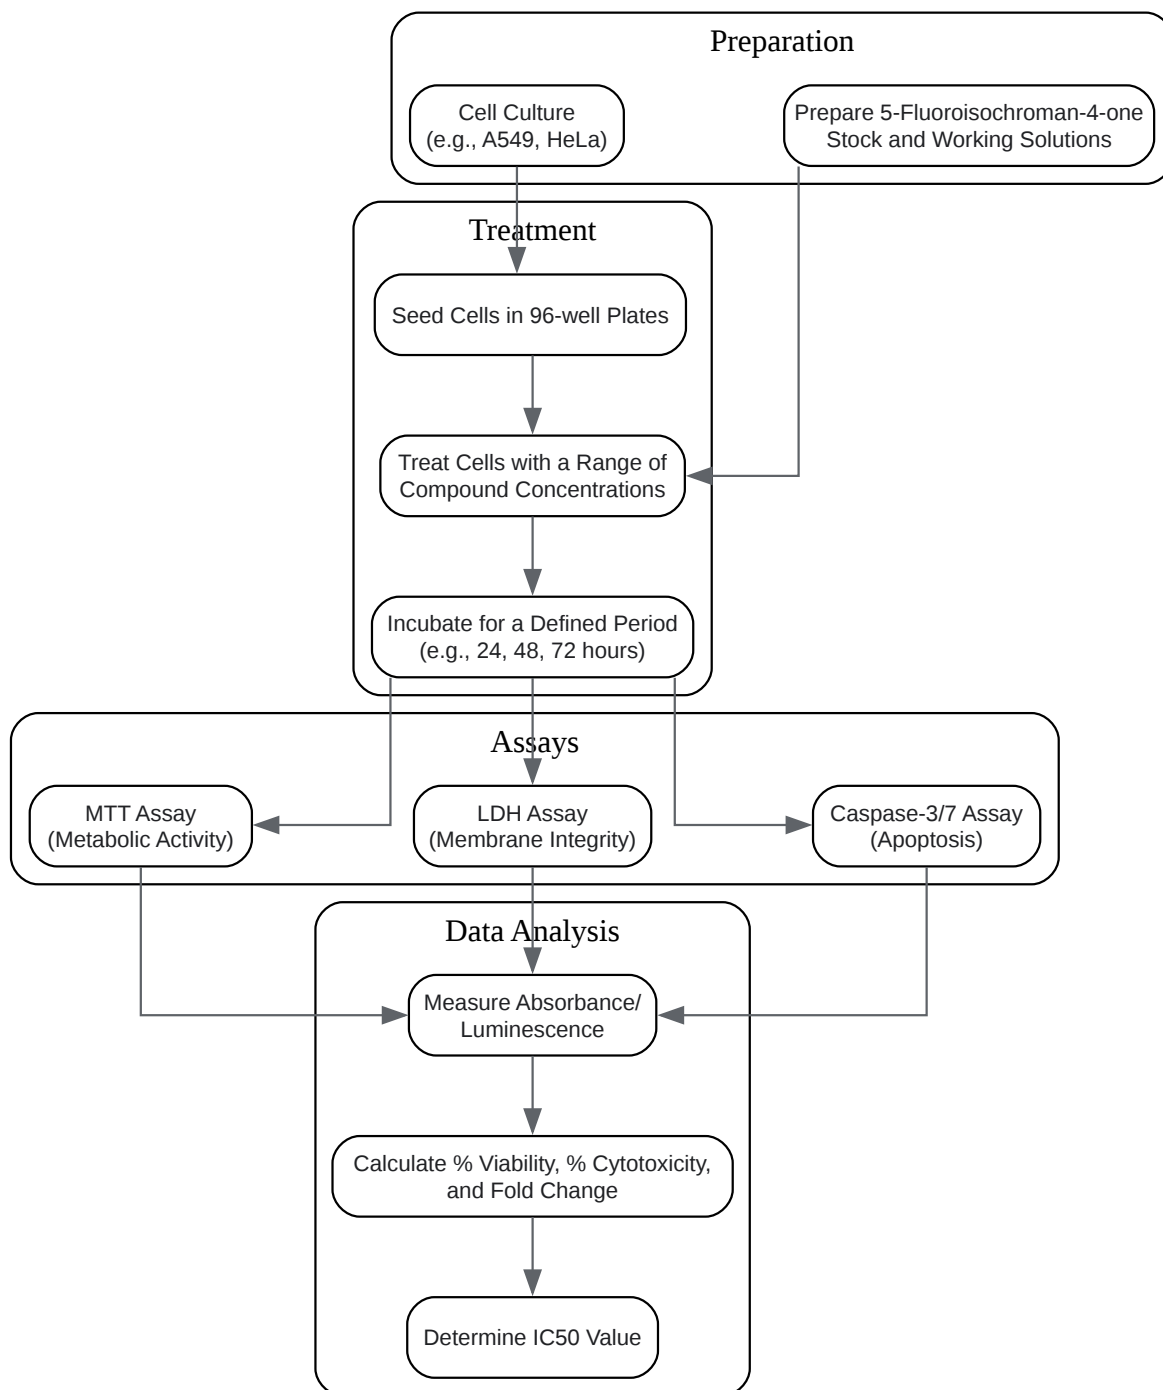 Preparation
Cell Culture
(e.g., A549, HeLa)
Prepare 5-Fluoroisochroman-4-one
Stock and Working Solutions
Treatment
Seed Cells in 96-well Plates
Treat Cells with a Range of
Compound Concentrations
Incubate for a Defined Period
(e.g., 24, 48, 72 hours)
Assays
MTT Assay
(Metabolic Activity)
LDH Assay
(Membrane Integrity)
Caspase-3/7 Assay
(Apoptosis)
Data Analysis
Measure Absorbance/
Luminescence
Calculate % Viability, % Cytotoxicity,
and Fold Change
Determine IC50 Value